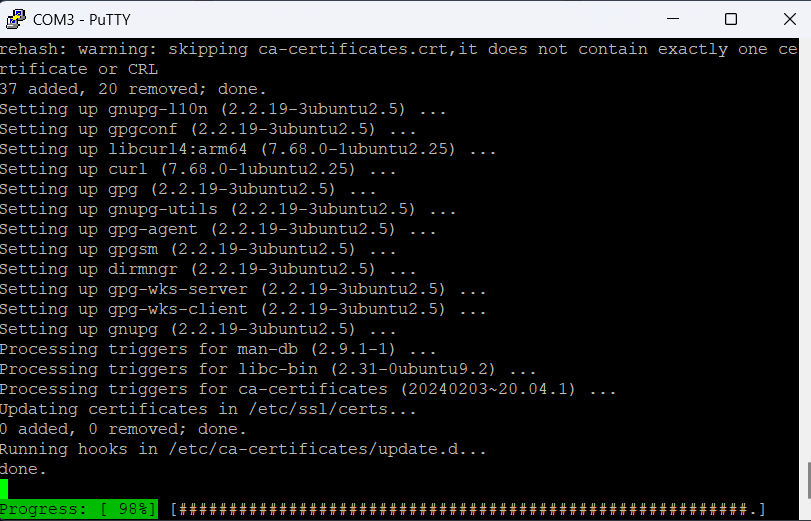 COM3 - PuTTY
rehash: warning: skipping ca-certificates.crt,it does not contain exactly one ce
rtificate or CRL
37 added, 20 removed; done.
Setting up gnupg-l10n (2.2.19-3ubuntu2.5) ...
Setting up gpgconf (2.2.19-3ubuntu2.5) ...
Setting up libcurl4:arm64 (7.68.0-1ubuntu2.25) ...
Setting up curl (7.68.0-1ubuntu2.25) ...
Setting up gpg (2.2.19-3ubuntu2.5) ...
Setting up gnupg-utils (2.2.19-3ubuntu2.5) ...
Setting up gpg-agent (2.2.19-3ubuntu2.5) ...
Setting up gpgsm (2.2.19-3ubuntu2.5) ...
Setting up dirmngr (2.2.19-3ubuntu2.5) ...
Setting up gpg-wks-server (2.2.19-3ubuntu2.5) ...
Setting up gpg-wks-client (2.2.19-3ubuntu2.5) ...
Setting up gnupg (2.2.19-3ubuntu2.5) ...
Processing triggers for man-db (2.9.1-1) ...
Processing triggers for libc-bin (2.31-0ubuntu9.2) ...
Processing triggers for ca-certificates (20240203~20.04.1) ...
Updating certificates in /etc/ssl/certs...
0 added, 0 removed; done.
Running hooks in /etc/ca-certificates/update.d...
done.
Progress: [ 98%] [#########################################################.]